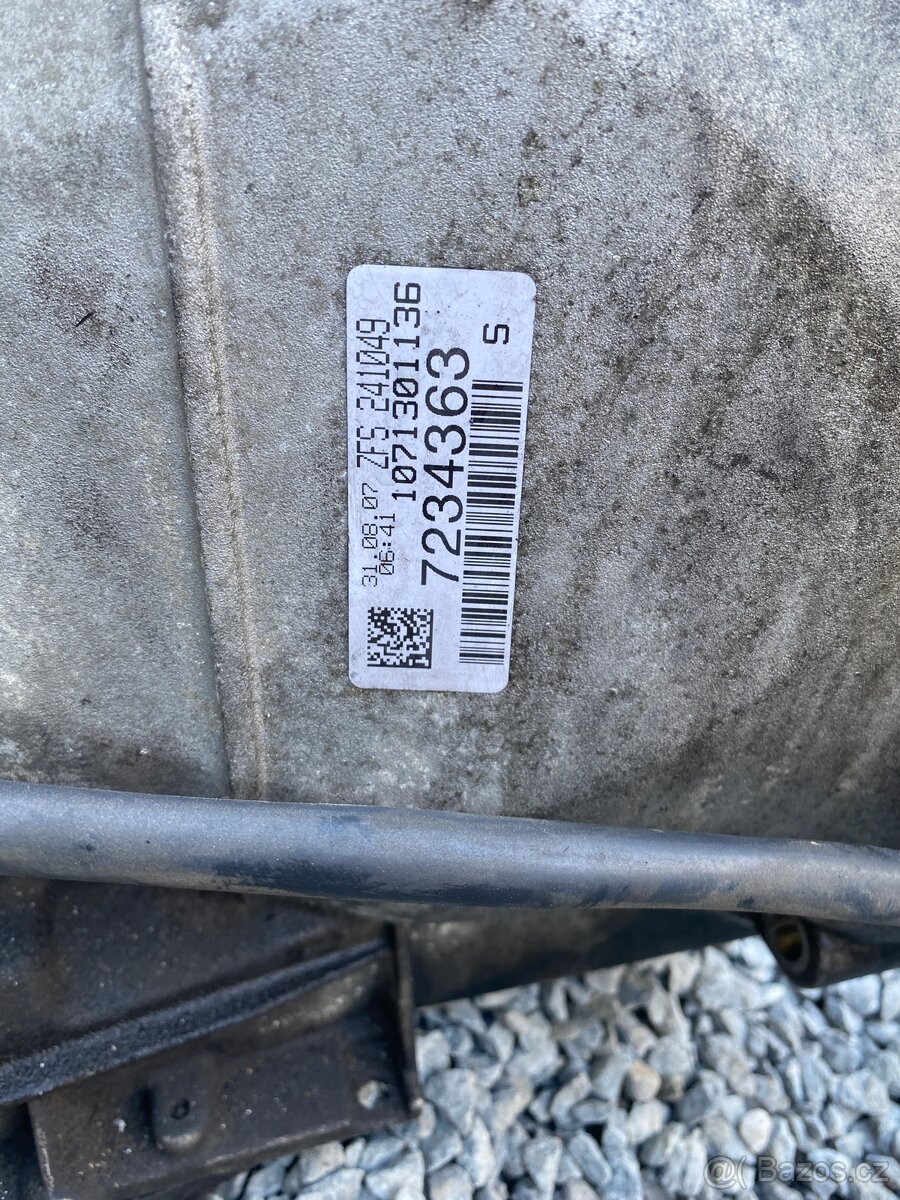 31.08.07 ZFS 241049
06:41 1071301136
7234363
S
@( Bazos.cz